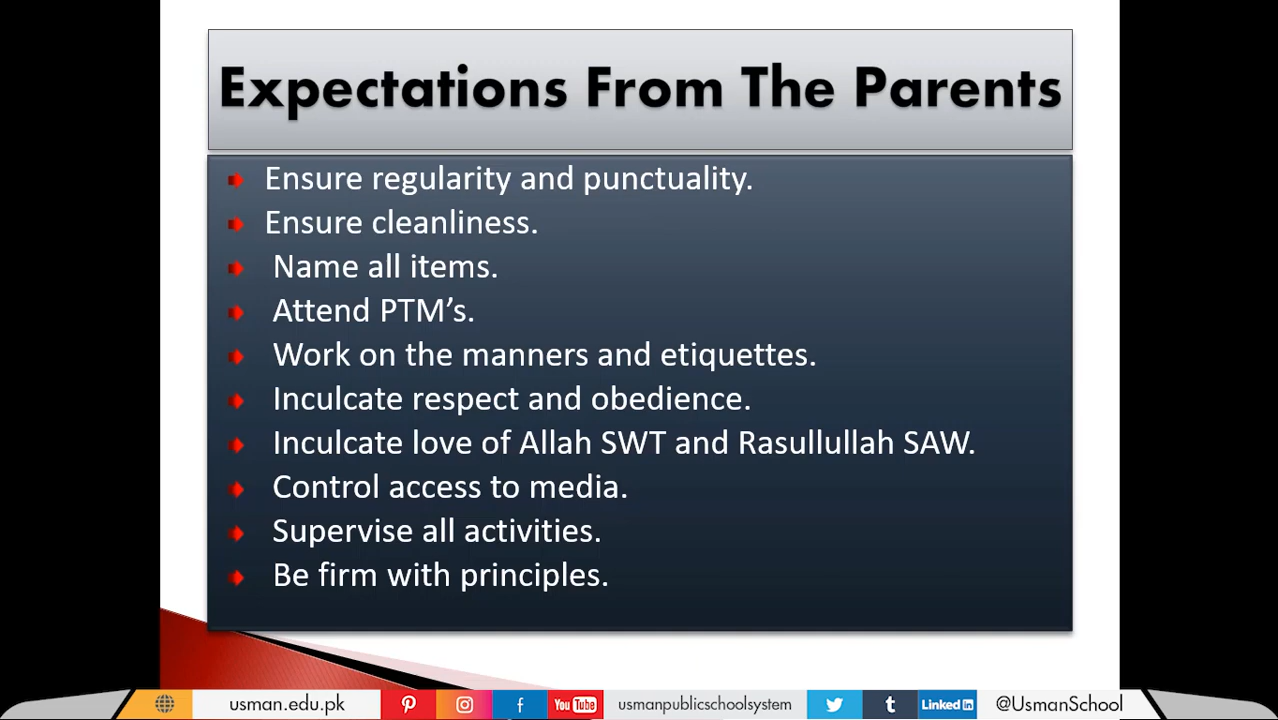 Expectations From The Parents
Ensure regularity and punctuality.
Ensure cleanliness.
Name all items.
Attend PTM’s.
Work on the manners and etiquettes.
Inculcate respect and obedience.
Inculcate love of Allah SWT and Rasullullah SAW.
Control access to media.
Supervise all activities.
Be firm with principles.
usman.edu.pk You Tube usmanpublicschoolsystem Linked in @UsmanSchool